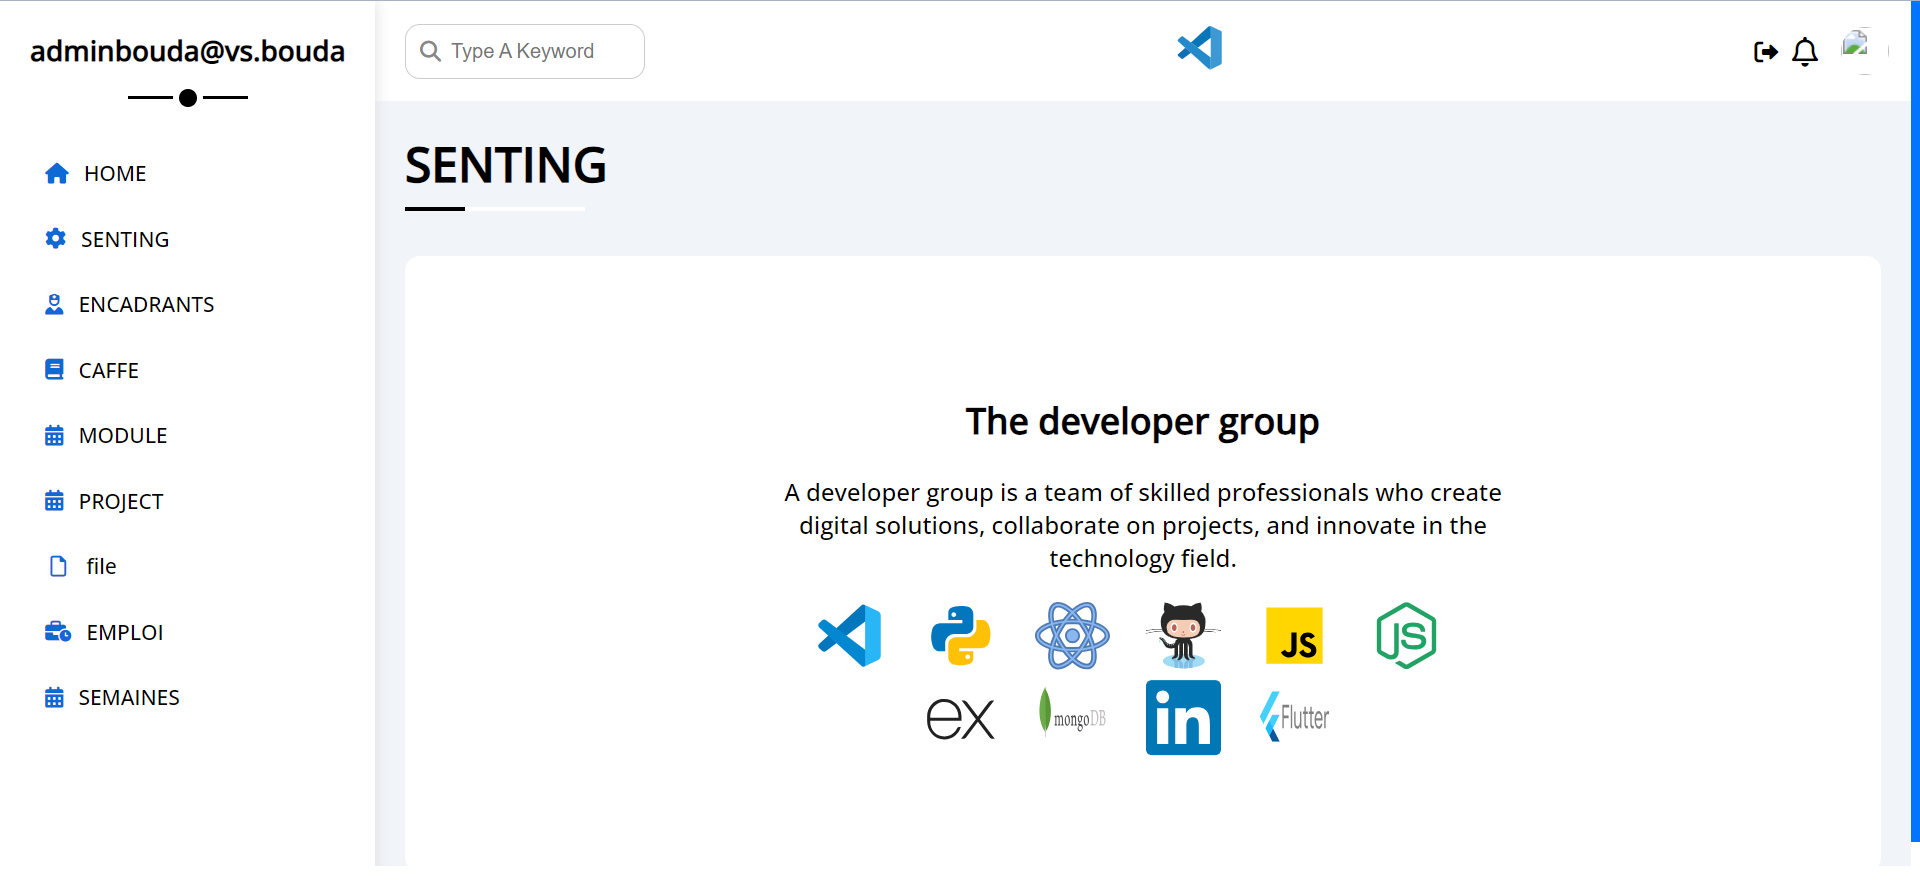 adminbouda@vs.bouda
Type A Keyword
HOME
SENTING
ENCADRANTS
CAFFE
MODULE
PROJECT
file
EMPLOI
SEMAINES
SENTING
The developer group
A developer group is a team of skilled professionals who create
digital solutions, collaborate on projects, and innovate in the
technology field.
JS
JS
ex
mongoDB
in
Flutter